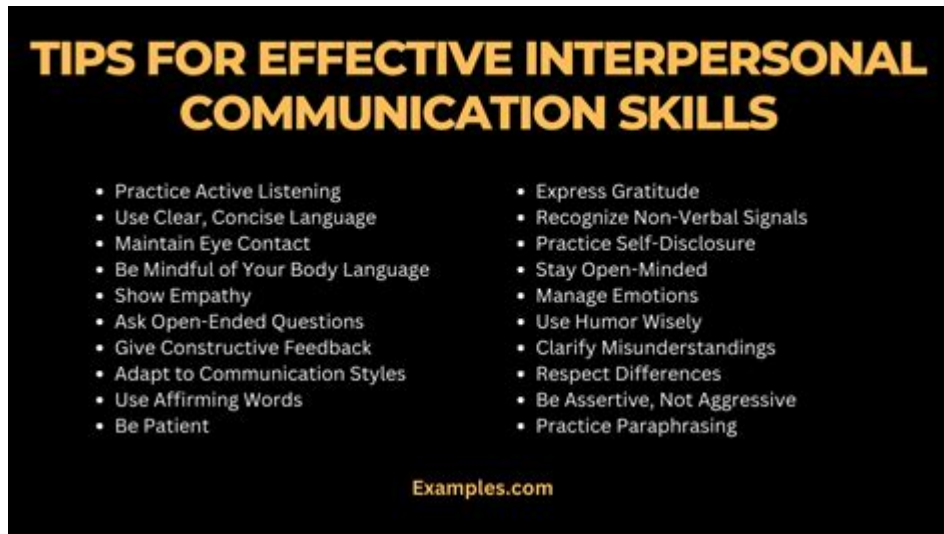 TIPS FOR EFFECTIVE INTERPERSONAL
COMMUNICATION SKILLS
• Practice Active Listening
• Use Clear, Concise Language
• Maintain Eye Contact
• Be Mindful of Your Body Language
• Show Empathy
• Ask Open-Ended Questions
• Give Constructive Feedback
• Adapt to Communication Styles
• Use Affirming Words
• Be Patient
• Express Gratitude
• Recognize Non-Verbal Signals
• Practice Self-Disclosure
• Stay Open-Minded
• Manage Emotions
• Use Humor Wisely
• Clarify Misunderstandings
• Respect Differences
• Be Assertive, Not Aggressive
• Practice Paraphrasing
Examples.com